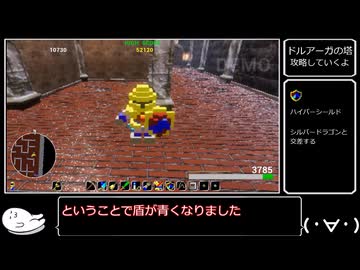 HIGH SCORE
10730
52120
DEMO
ドルアーガの塔
攻略していくよ
ハイパーシールド
シルバードラゴンと
交差する
3785
ということで盾が青くなりました
(・∀・)